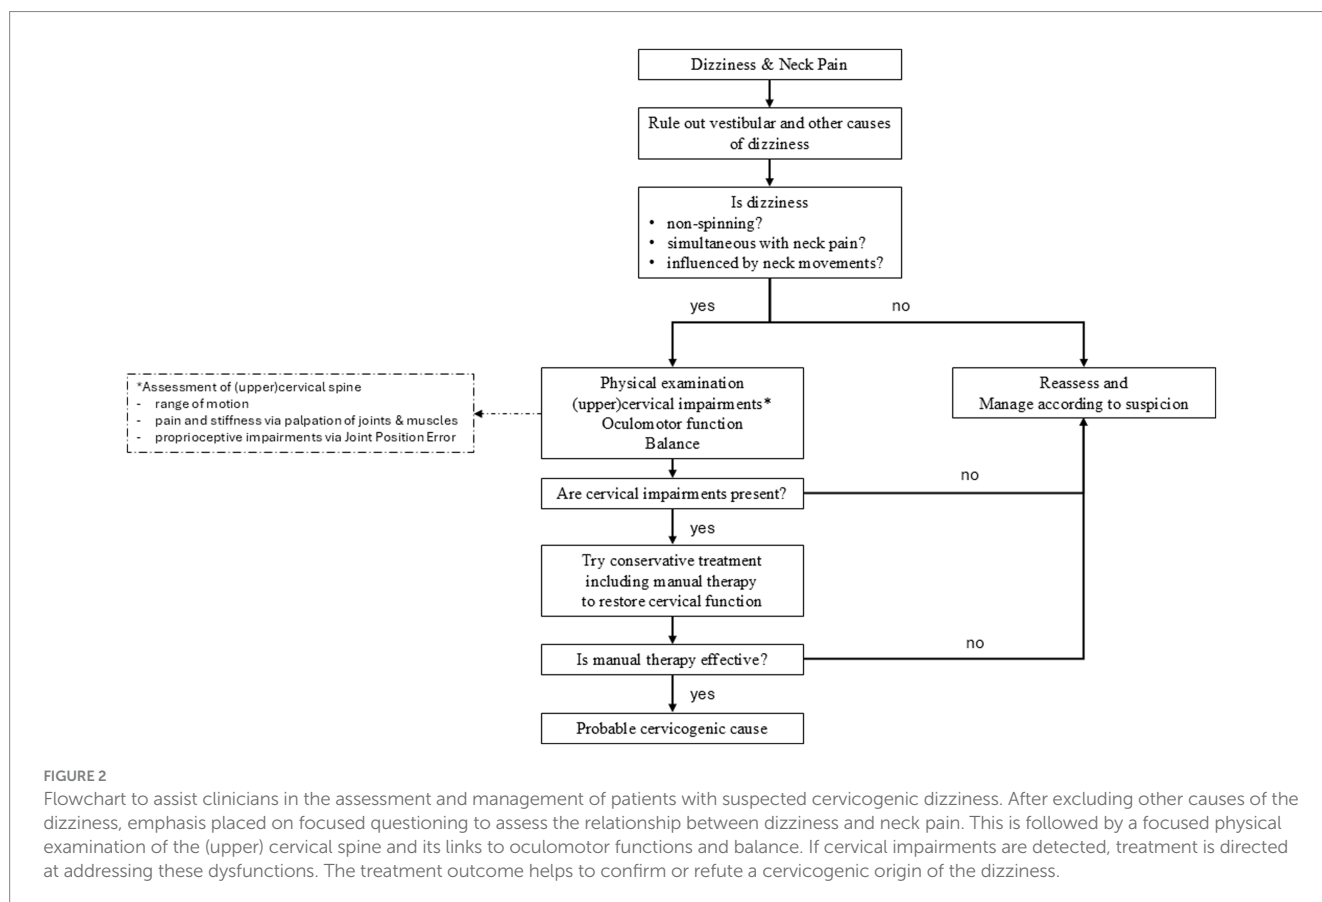 Dizziness & Neck Pain
Rule out vestibular and other causes
of dizziness
Is dizziness
• non-spinning?
• simultaneous with neck pain?
• influenced by neck movements?
yes
no
*Assessment of (upper)cervical spine
- range of motion
- pain and stiffness via palpation of joints & muscles
- proprioceptive impairments via Joint Position Error
Physical examination
(upper)cervical impairments*
Oculomotor function
Balance
Reassess and
Manage according to suspicion
Are cervical impairments present?
no
yes
Try conservative treatment
including manual therapy
to restore cervical function
Is manual therapy effective?
no
yes
Probable cervicogenic cause
FIGURE 2
Flowchart to assist clinicians in the assessment and management of patients with suspected cervicogenic dizziness. After excluding other causes of the
dizziness, emphasis placed on focused questioning to assess the relationship between dizziness and neck pain. This is followed by a focused physical
examination of the (upper) cervical spine and its links to oculomotor functions and balance. If cervical impairments are detected, treatment is directed
at addressing these dysfunctions. The treatment outcome helps to confirm or refute a cervicogenic origin of the dizziness.